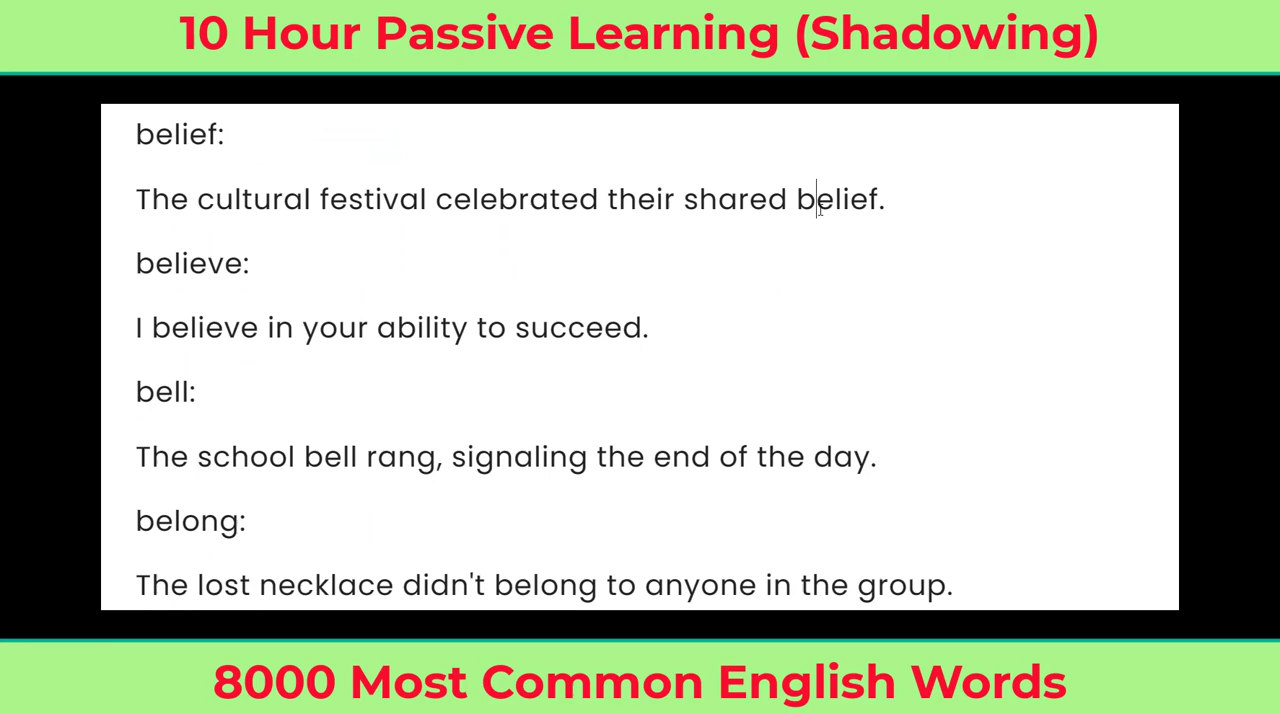 10 Hour Passive Learning (Shadowing)
belief:
The cultural festival celebrated their shared belief.
believe:
I believe in your ability to succeed.
bell:
The school bell rang, signaling the end of the day.
belong:
The lost necklace didn't belong to anyone in the group.
8000 Most Common English Words